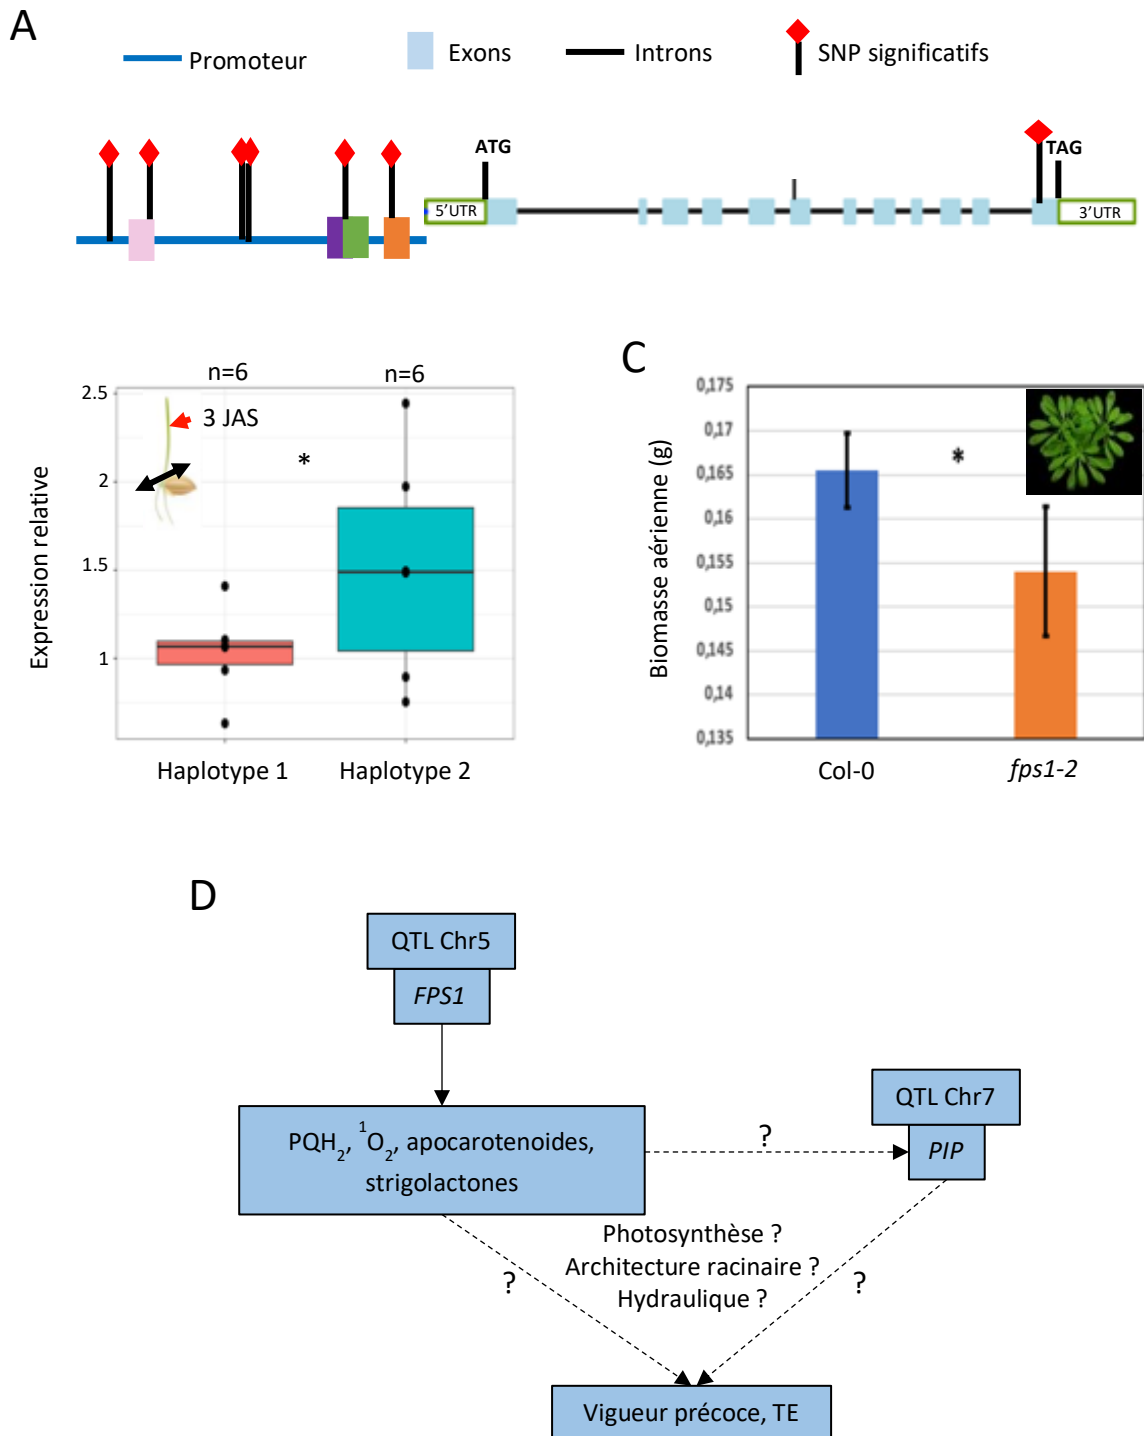 A
Promoteur
Exons
Introns
SNP significatifs
ATG
TAG
5'UTR
3'UTR
n=6
n=6
C
2.5
2
1.5
1
Expression relative
3 JAS
*
Haplotype 1
Haplotype 2
0,175
0,17
0,165
0,16
0,155
0,15
0,145
0,14
0,135
Biomasse aérienne (g)
*
Col-0
fps1-2
D
QTL Chr5
FPS1
PQH₂, ¹O₂, apocarotenoides,
strigolactones
?
QTL Chr7
PIP
Photosynthèse ?
Architecture racinaire ?
Hydraulique ?
?
?
Vigueur précoce, TE